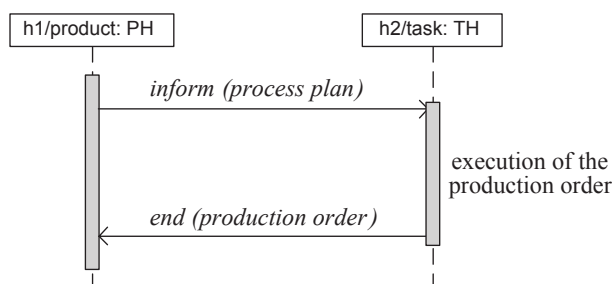 h1/product: PH
h2/task: TH
inform (process plan)
execution of the
production order
end (production order)